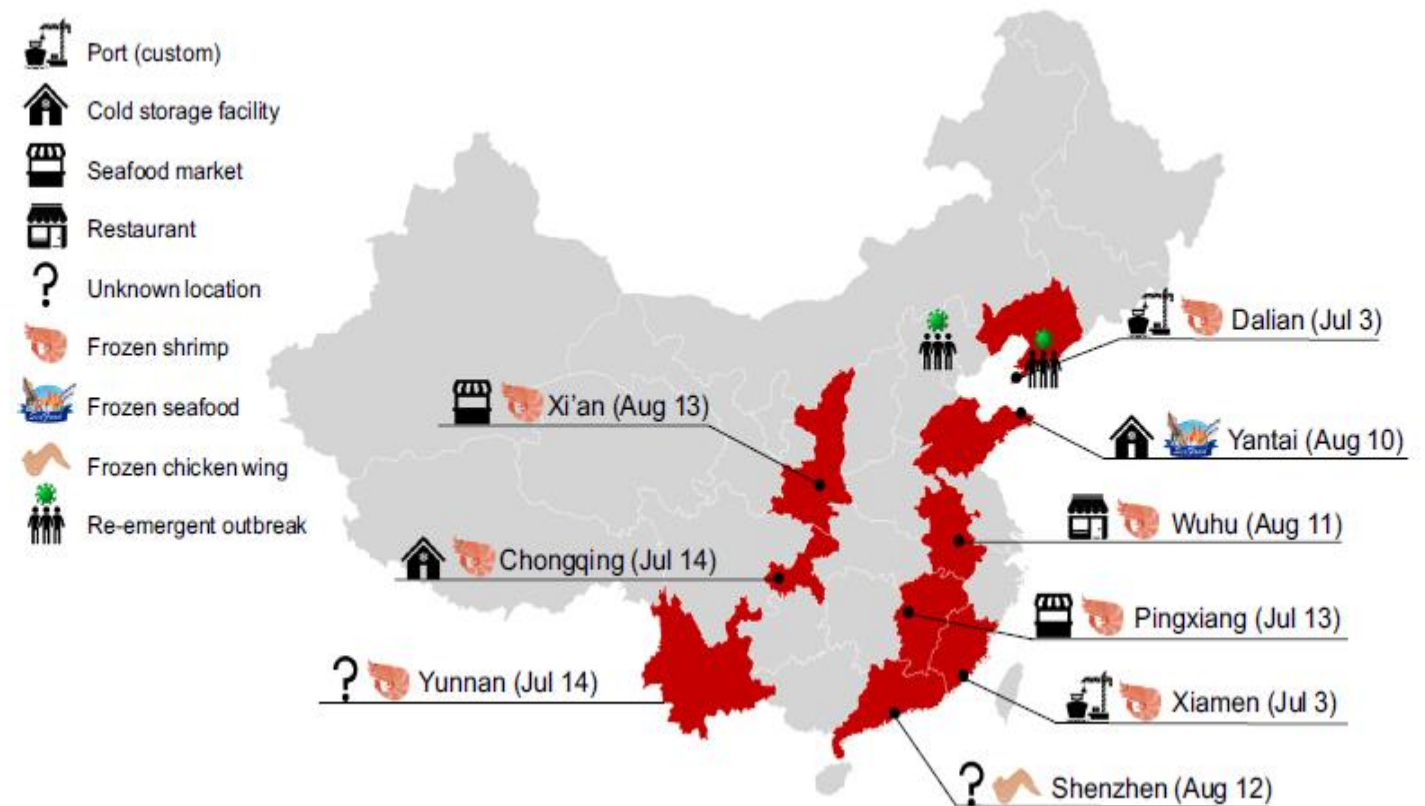 Port (custom)
Cold storage facility
Seafood market
Restaurant
Unknown location
Frozen shrimp
Frozen seafood
Frozen chicken wing
Re-emergent outbreak
Dalian (Jul 3)
Xi'an (Aug 13)
Yantai (Aug 10)
Wuhu (Aug 11)
Chongqing (Jul 14)
Pingxiang (Jul 13)
? Yunnan (Jul 14)
Xiamen (Jul 3)
? Shenzhen (Aug 12)